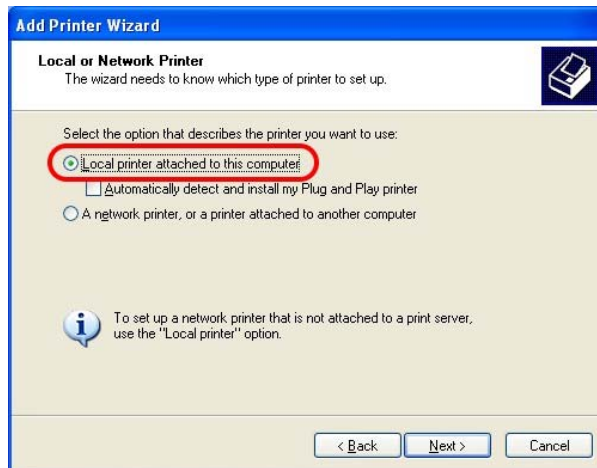 Add Printer Wizard
Local or Network Printer
The wizard needs to know which type of printer to set up.
Select the option that describes the printer you want to use:
Local printer attached to this computer
Automatically detect and install my Plug and Play printer
A network printer, or a printer attached to another computer
To set up a network printer that is not attached to a print server,
use the "Local printer" option.
< Back
Next >
Cancel